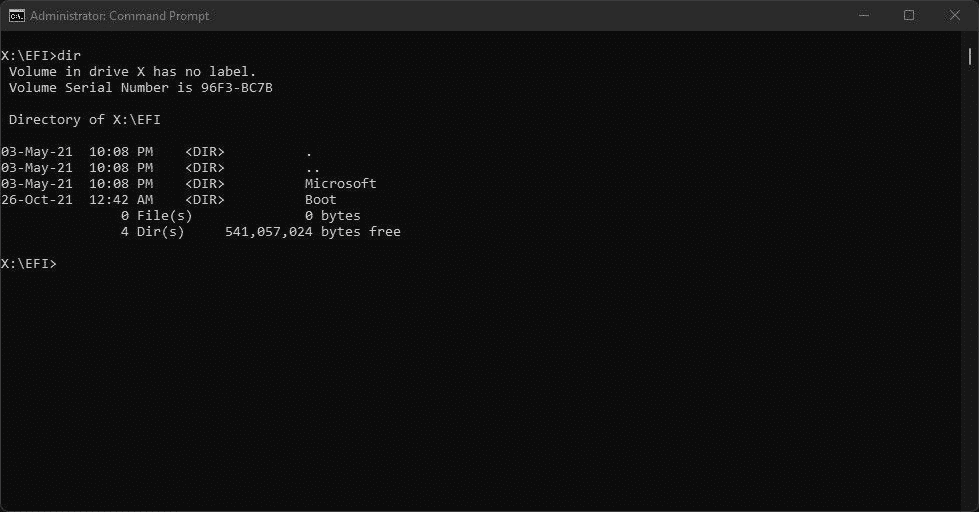 Administrator: Command Prompt
X:\EFI>dir
 Volume in drive X has no label.
 Volume Serial Number is 96F3-BC7B
 Directory of X:\EFI
03-May-21  10:08 PM    <DIR>          .
03-May-21  10:08 PM    <DIR>          ..
03-May-21  10:08 PM    <DIR>          Microsoft
26-Oct-21  12:42 AM    <DIR>          Boot
               0 File(s)              0 bytes
               4 Dir(s)     541,057,024 bytes free
X:\EFI>